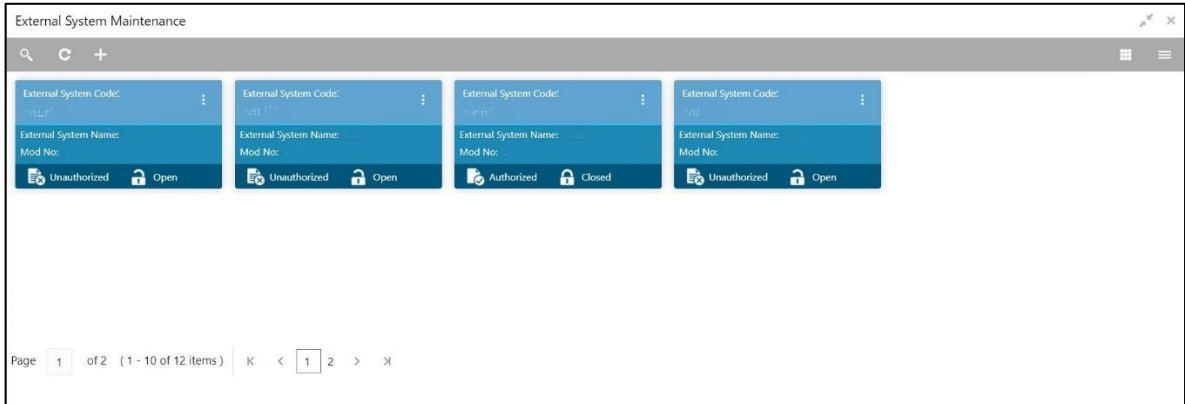 External System Maintenance
External System Code: External System Code: External System Code: External System Code:
External System Name: External System Name: External System Name: External System Name:
Mod No: Mod No: Mod No: Mod No:
Unauthorized Open Unauthorized Open Authorized Closed Unauthorized Open
Page 1 of 2 ( 1 - 10 of 12 items ) 1 2